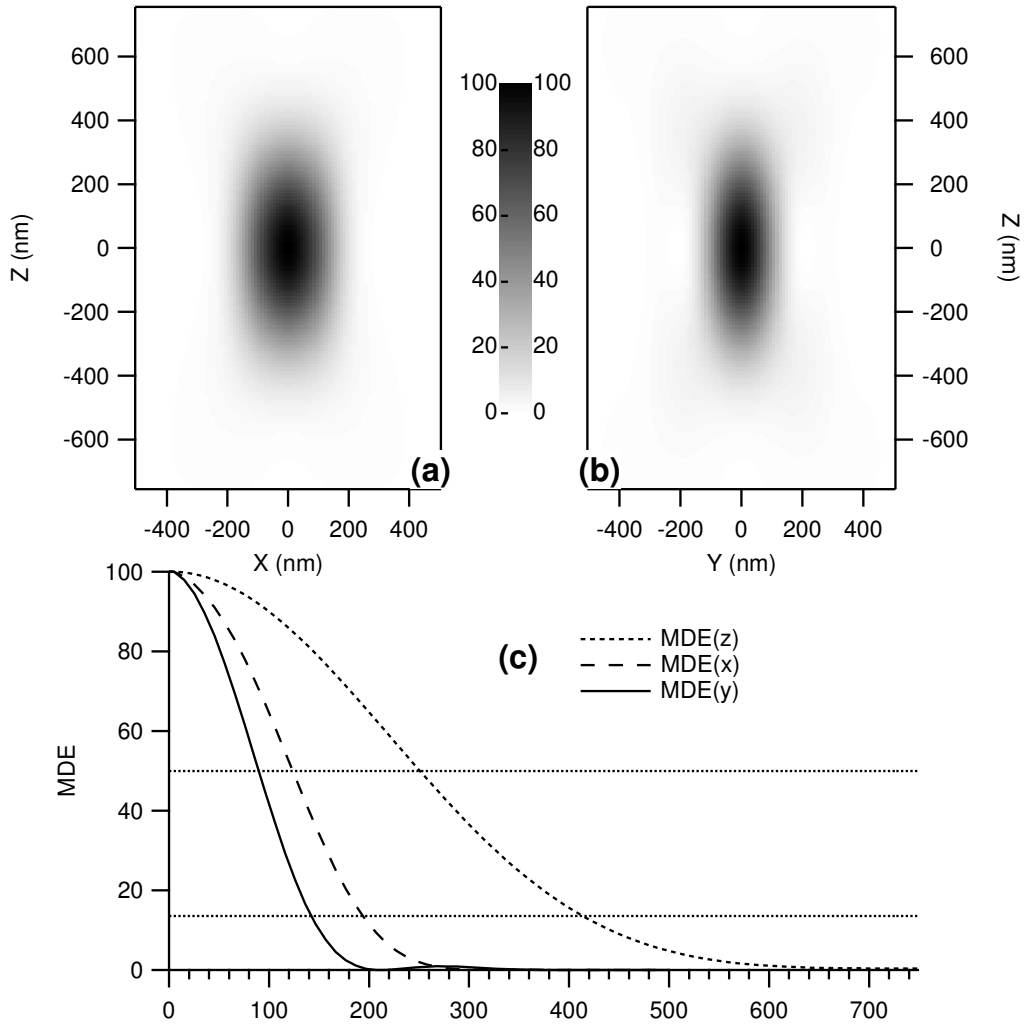 600
400
200
0
-200
-400
-600
Z (nm)
-400 -200 0 200 400
X (nm)
(a)
100 100
80 80
60 60
40 40
20 20
0 0
(b)
600
400
200
0
-200
-400
-600
Z (nm)
-400 -200 0 200 400
Y (nm)
100
80
60
40
20
0
MDE
(c)
MDE(z)
MDE(x)
MDE(y)
0 100 200 300 400 500 600 700